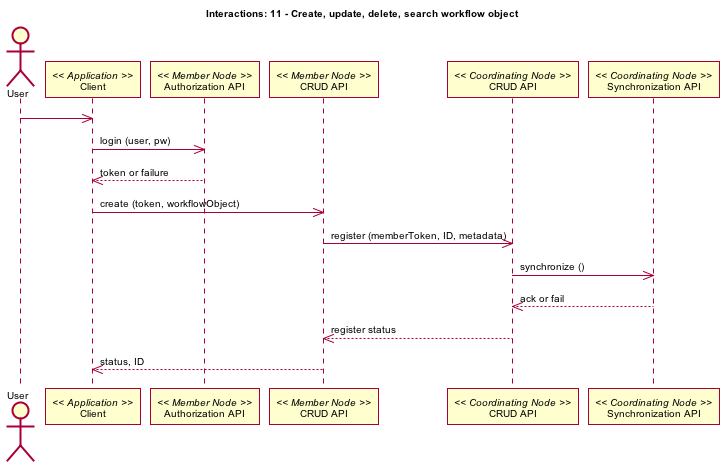 Interactions: 11 - Create, update, delete, search workflow object
User
<< Application >>
Client
<< Member Node >>
Authorization API
<< Member Node >>
CRUD API
<< Coordinating Node >>
CRUD API
<< Coordinating Node >>
Synchronization API
login (user, pw)
token or failure
create (token, workflowObject)
register (memberToken, ID, metadata)
synchronize ()
ack or fail
register status
status, ID
User
<< Application >>
Client
<< Member Node >>
Authorization API
<< Member Node >>
CRUD API
<< Coordinating Node >>
CRUD API
<< Coordinating Node >>
Synchronization API